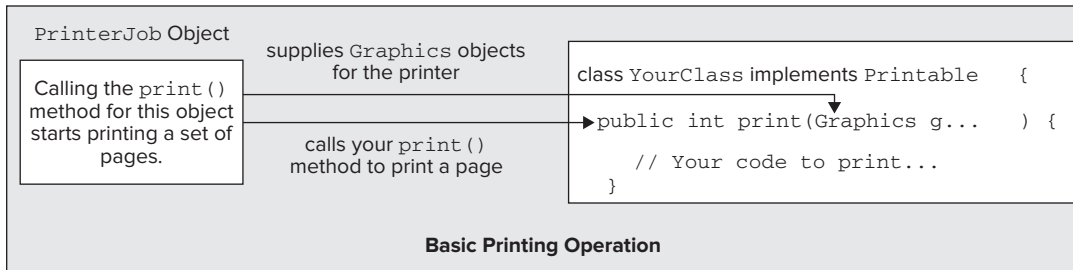 PrinterJob Object
Calling the print()
method for this object
starts printing a set of
pages.
supplies Graphics objects
for the printer
calls your print()
method to print a page
class YourClass implements Printable {
public int print(Graphics g... ) {
// Your code to print...
}
Basic Printing Operation